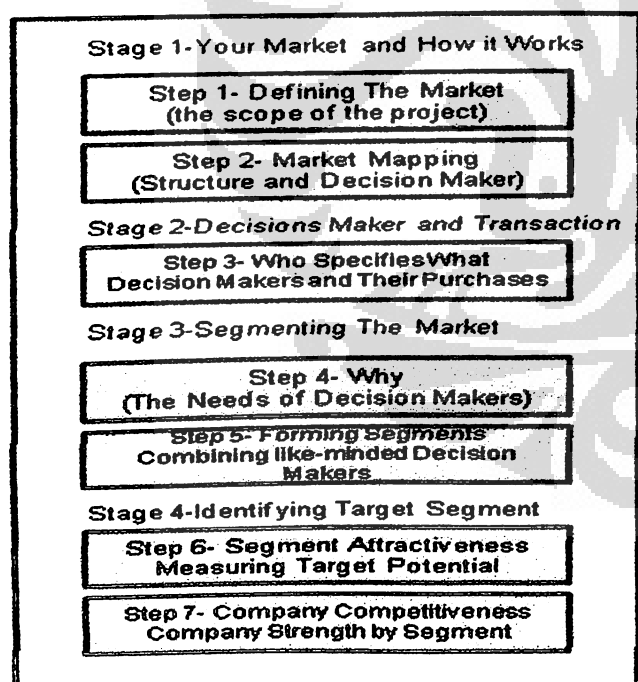 Stage 1-Your Market and How it Works
Step 1- Defining The Market
(the scope of the project)
Step 2- Market Mapping
(Structure and Decision Maker)
Stage 2-Decisions Maker and Transaction
Step 3- Who Specifies What
Decision Makers and Their Purchases
Stage 3-Segmenting The Market
Step 4- Why
(The Needs of Decision Makers)
Step 5- Forming Segments
Combining like-minded Decision
Makers
Stage 4-Identifying Target Segment
Step 6- Segment Attractiveness
Measuring Target Potential
Step 7- Company Competitiveness
Company Strength by Segment